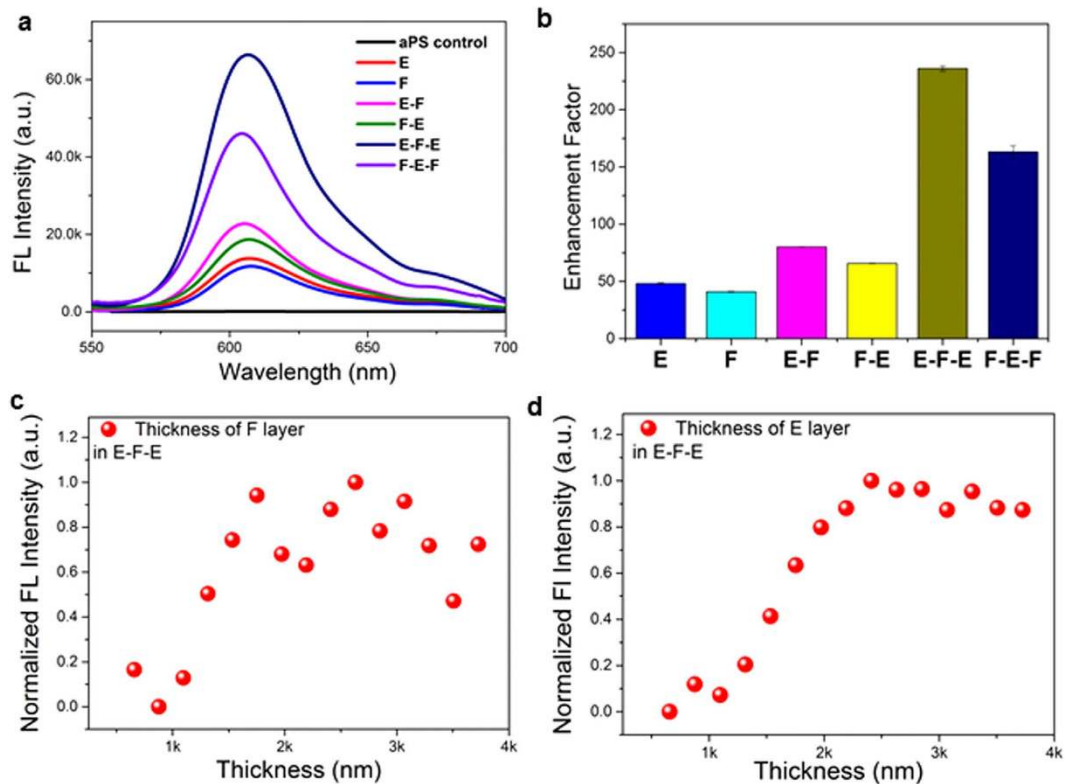 a
FL Intensity (a.u.)
60.0k
40.0k
20.0k
0.0
550
600
650
700
Wavelength (nm)
aPS control
E
F
E-F
F-E
E-F-E
F-E-F
b
Enhancement Factor
250
200
150
100
50
0
E
F
E-F
F-E
E-F-E
F-E-F
c
Normalized FL Intensity (a.u.)
1.2
1.0
0.8
0.6
0.4
0.2
0.0
Thickness of F layer
in E-F-E
1k
2k
3k
4k
Thickness (nm)
d
Normalized Fl Intensity (a.u.)
1.2
1.0
0.8
0.6
0.4
0.2
0.0
Thickness of E layer
in E-F-E
1k
2k
3k
4k
Thickness (nm)